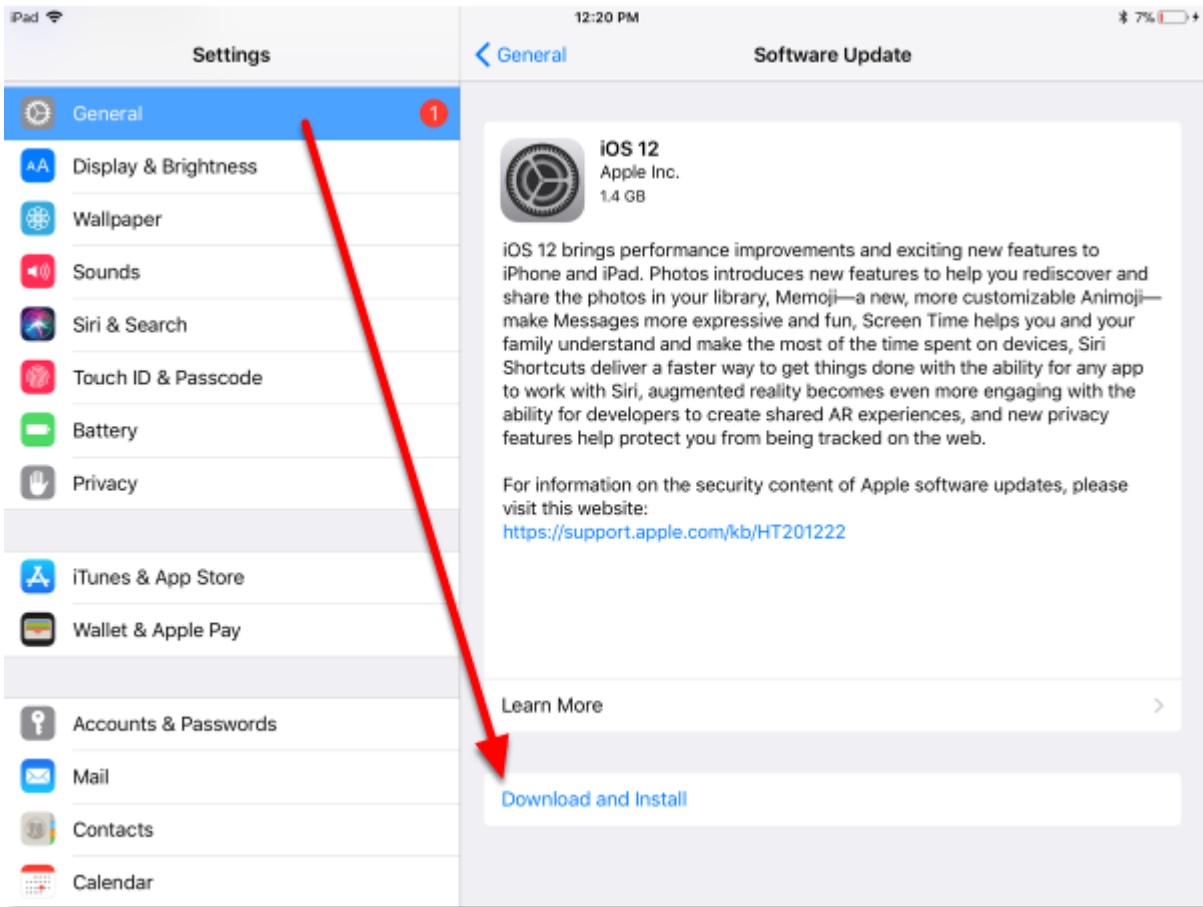 iPad
12:20 PM
7%
Settings
General
Software Update
General
1
Display & Brightness
Wallpaper
Sounds
Siri & Search
Touch ID & Passcode
Battery
Privacy
iTunes & App Store
Wallet & Apple Pay
Accounts & Passwords
Mail
Contacts
Calendar
iOS 12
Apple Inc.
1.4 GB
iOS 12 brings performance improvements and exciting new features to
iPhone and iPad. Photos introduces new features to help you rediscover and
share the photos in your library, Memoji—a new, more customizable Animoji—
make Messages more expressive and fun, Screen Time helps you and your
family understand and make the most of the time spent on devices, Siri
Shortcuts deliver a faster way to get things done with the ability for any app
to work with Siri, augmented reality becomes even more engaging with the
ability for developers to create shared AR experiences, and new privacy
features help protect you from being tracked on the web.
For information on the security content of Apple software updates, please
visit this website:
https://support.apple.com/kb/HT201222
Learn More
Download and Install